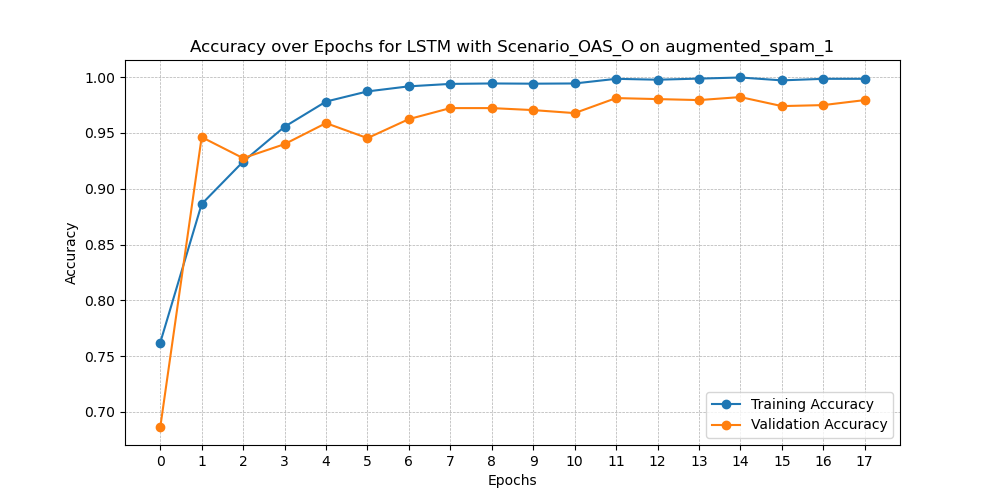 Accuracy over Epochs for LSTM with Scenario_OAS_O on augmented_spam_1
Accuracy
1.00
0.95
0.90
0.85
0.80
0.75
0.70
0 1 2 3 4 5 6 7 8 9 10 11 12 13 14 15 16 17
Epochs
Training Accuracy
Validation Accuracy